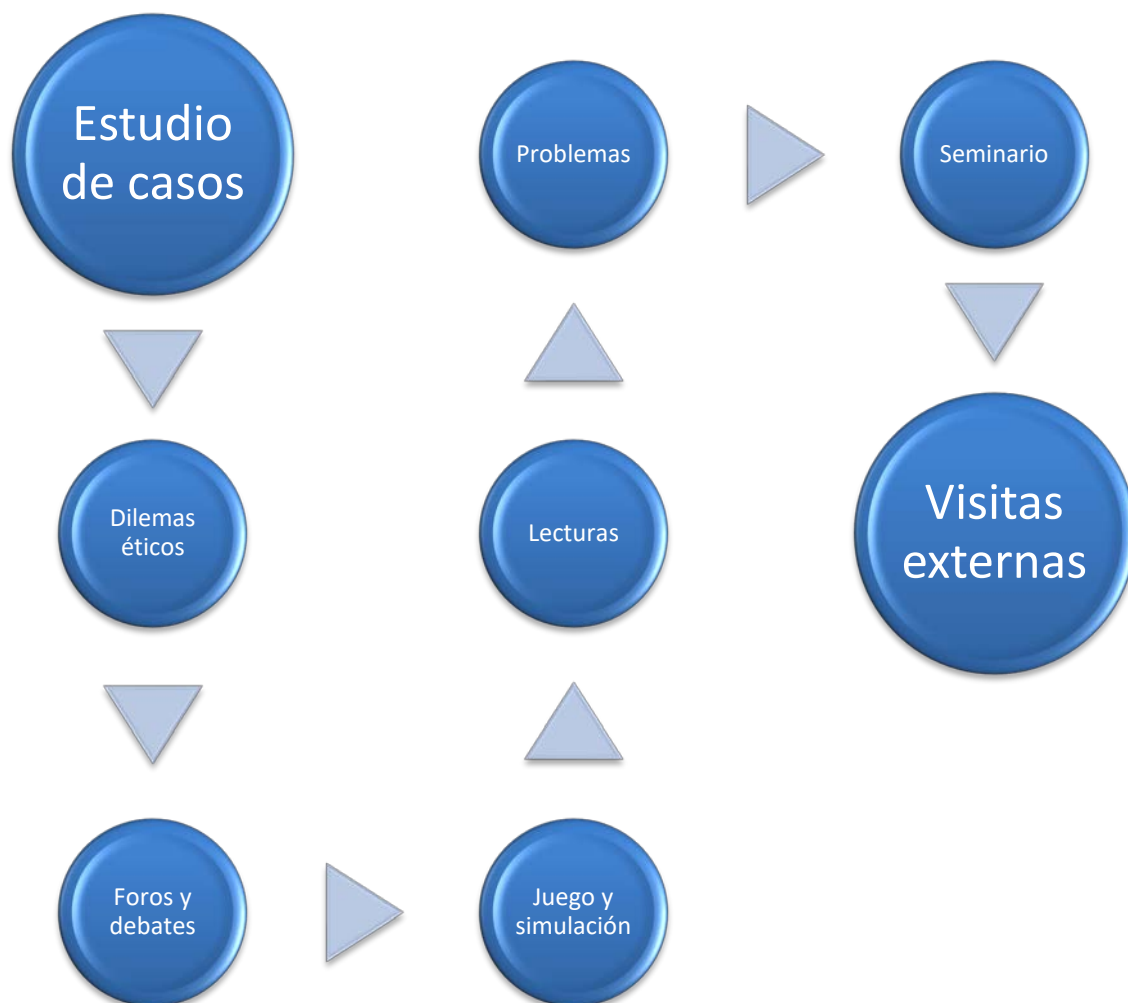 Estudio
de casos
Dilemas
éticos
Foros y
debates
Juego y
simulación
Lecturas
Problemas
Seminario
Visitas
externas